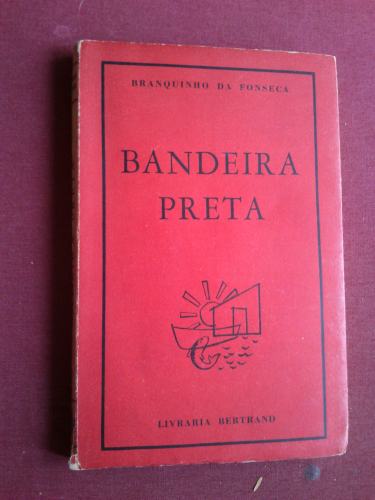 BRANQUINHO DA FONSECA
BANDEIRA
PRETA
LIVRARIA BERTRAND